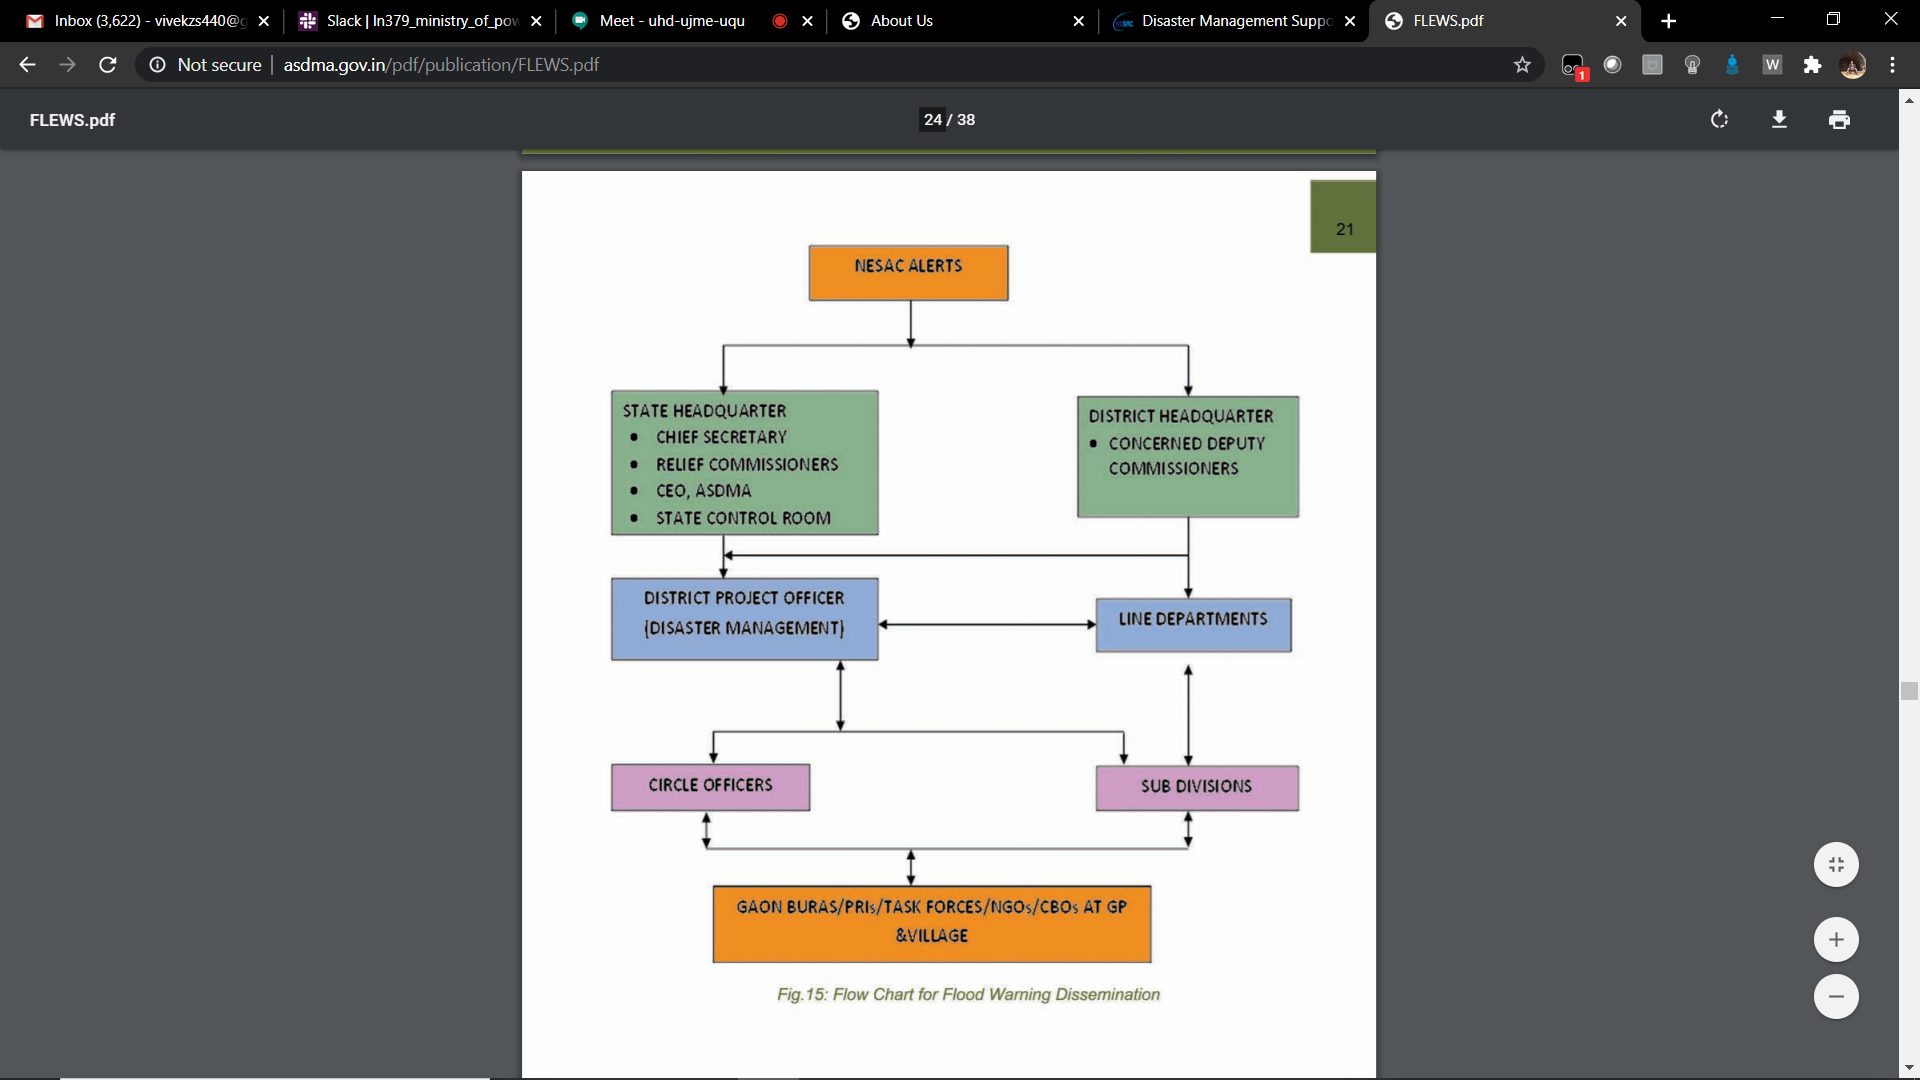 Inbox (3,622) - vivekzs440@g
Slack | In379_ministry_of_pow
Meet - uhd-ujme-uqu
About Us
Disaster Management Suppo
FLEWS.pdf
Not secure | asdma.gov.in/pdf/publication/FLEWS.pdf
1
W
FLEWS.pdf
24 / 38
21
NESAC ALERTS
STATE HEADQUARTER
• CHIEF SECRETARY
• RELIEF COMMISSIONERS
• CEO, ASDMA
• STATE CONTROL ROOM
DISTRICT HEADQUARTER
• CONCERNED DEPUTY
COMMISSIONERS
DISTRICT PROJECT OFFICER
(DISASTER MANAGEMENT)
LINE DEPARTMENTS
CIRCLE OFFICERS
SUB DIVISIONS
GAON BURAS/PRIs/TASK FORCES/NGOs/CBOs AT GP
&VILLAGE
Fig.15: Flow Chart for Flood Warning Dissemination